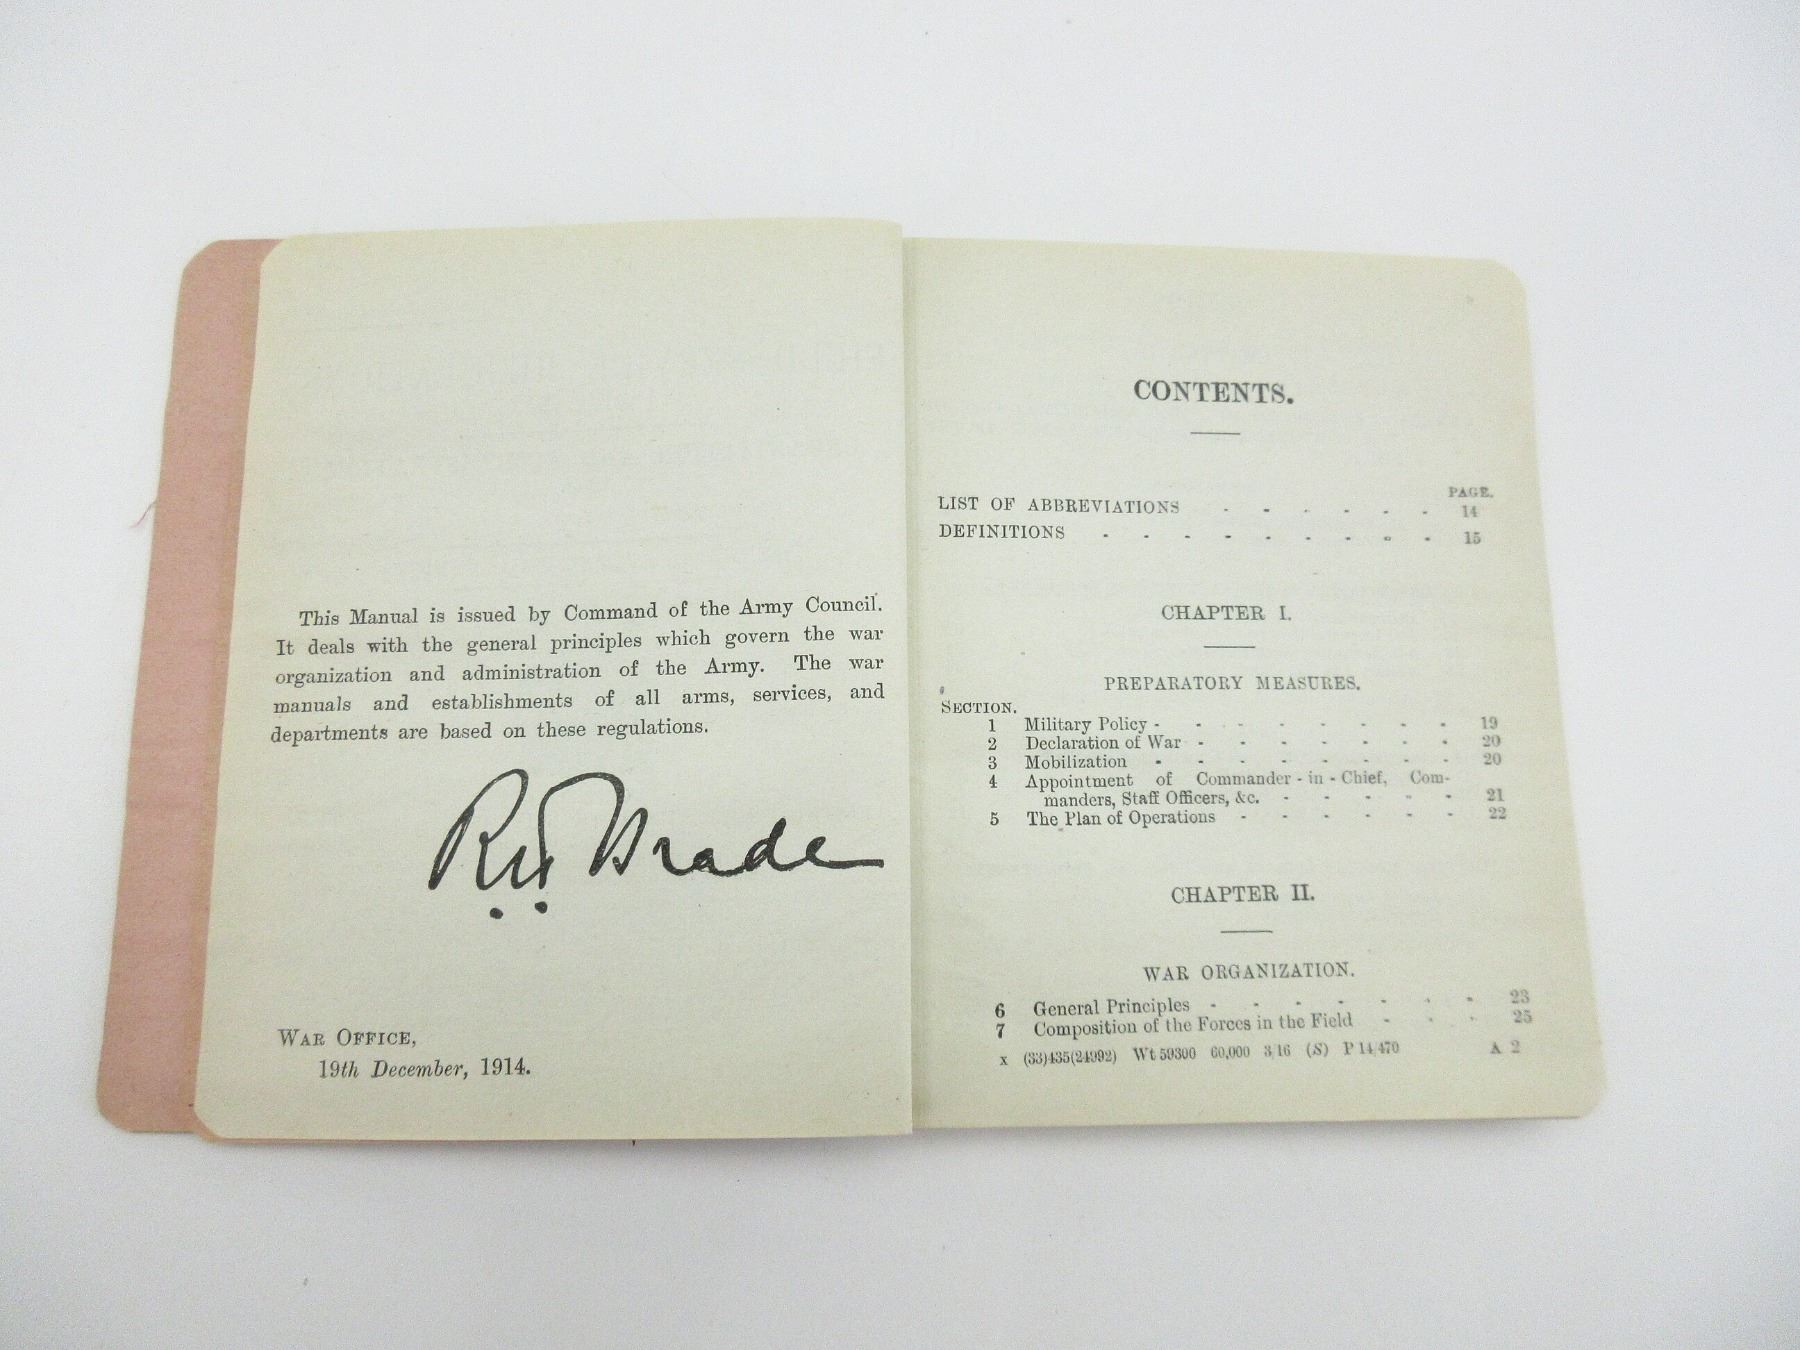 This Manual is issued by Command of the Army Council.
It deals with the general principles which govern the war
organization and administration of the Army. The war
manuals and establishments of all arms, services, and
departments are based on these regulations.
R H Brade
WAR OFFICE,
19th December, 1914.
CONTENTS.
PAGE.
LIST OF ABBREVIATIONS - - - - - - 14
DEFINITIONS - - - - - - - - - 15
CHAPTER I.
PREPARATORY MEASURES.
SECTION.
1 Military Policy - - - - - - - - 19
2 Declaration of War - - - - - - - 20
3 Mobilization - - - - - - - - 20
4 Appointment of Commander-in-Chief, Com-
manders, Staff Officers, &c. - - - - - 21
5 The Plan of Operations - - - - - - 22
CHAPTER II.
WAR ORGANIZATION.
6 General Principles - - - - - - - 23
7 Composition of the Forces in the Field - - - 25
x (33)435(24992) Wt 59300 60,000 3/16 (S) P 14/470 A 2